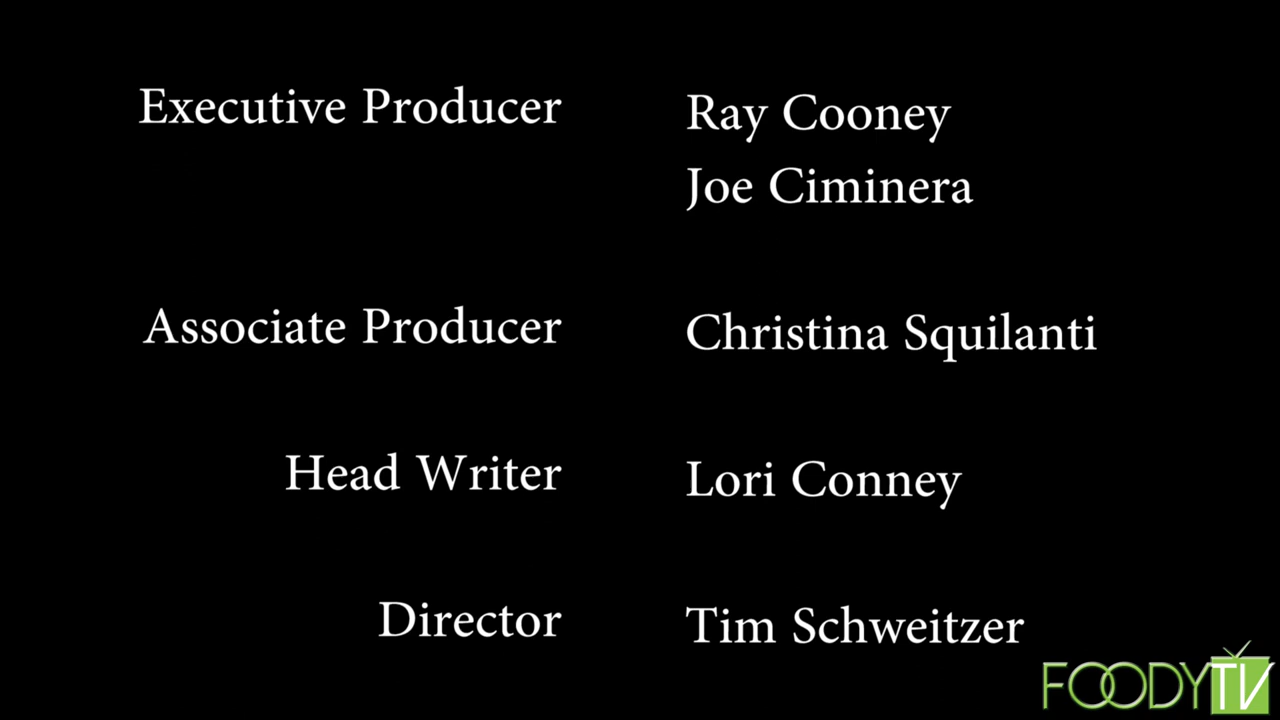 Executive Producer Ray Cooney
Joe Ciminera
Associate Producer Christina Squilanti
Head Writer Lori Conney
Director Tim Schweitzer
FOODYTV